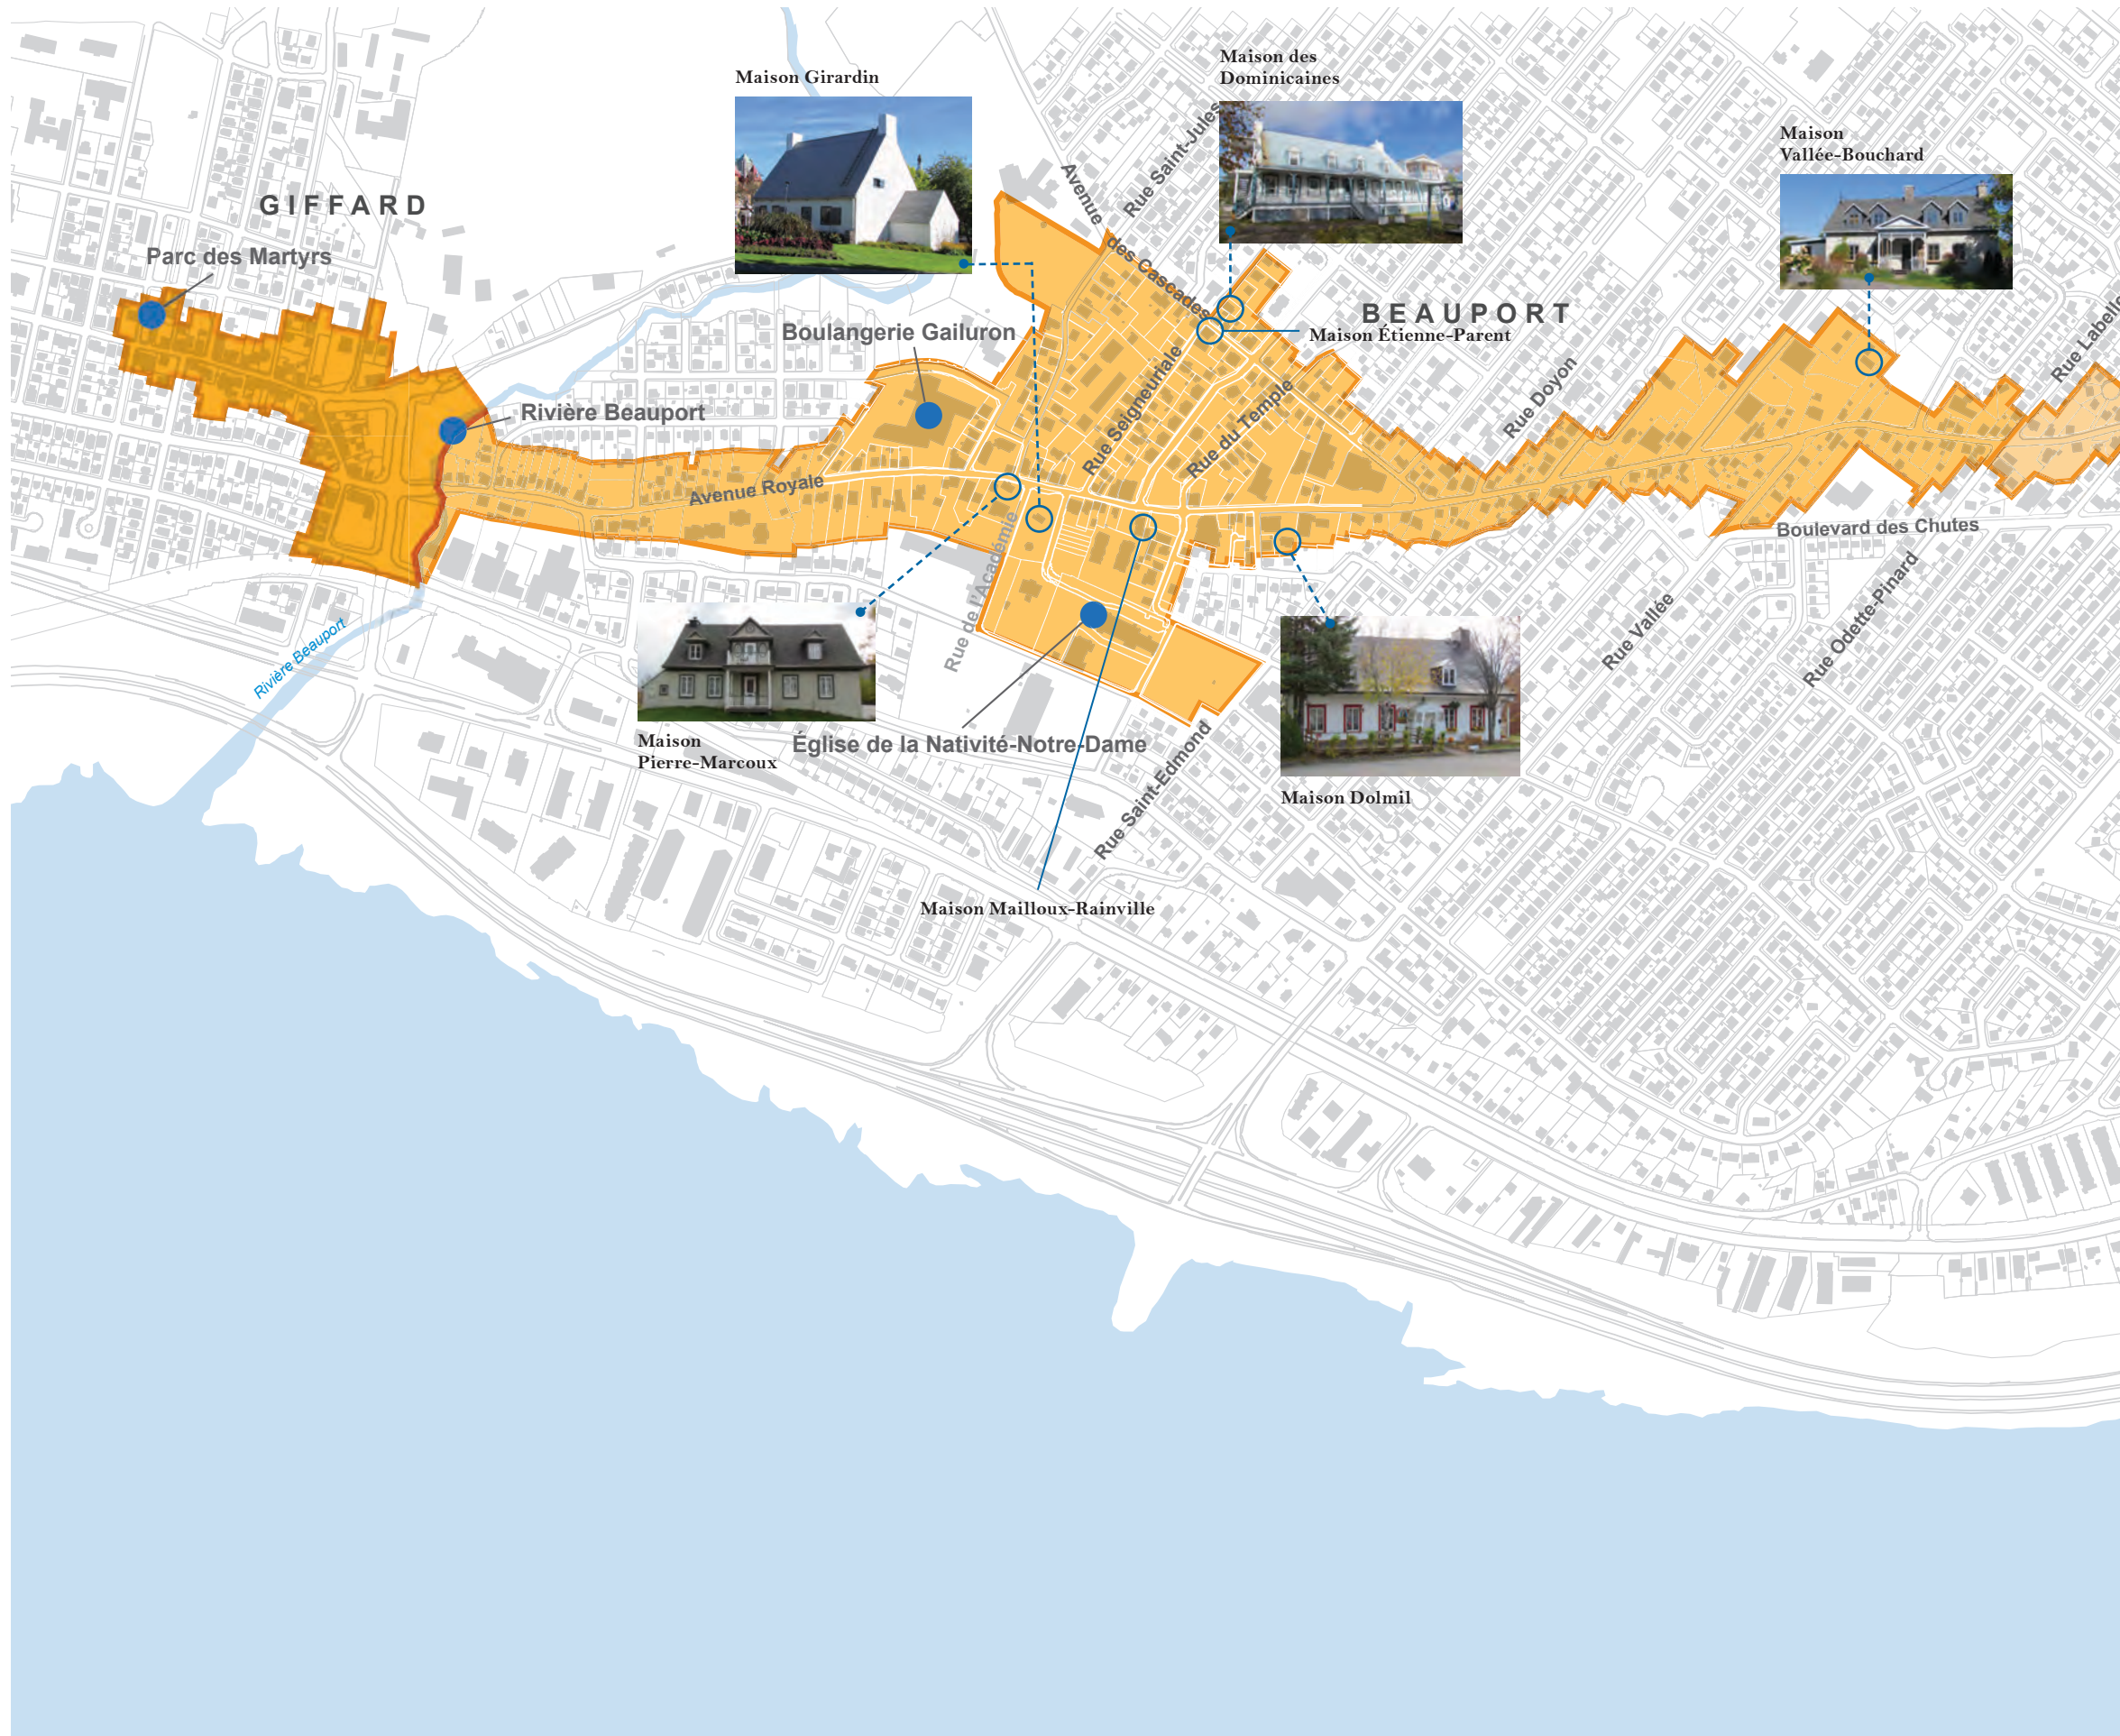 Maison des
Dominicaines
Maison Girardin
Maison
Vallée-Bouchard
Rue Saint-Jules
Avenue
des Cascades
GIFFARD
Parc des Martyrs
BEAUPORT
Maison Étienne-Parent
Boulangerie Gailuron
Rue Labelle
Rivière Beauport
Rue Seigneuriale
Rue du Temple
Rue Doyon
Avenue Royale
Boulevard des Chutes
Rue de l'Académie
Rue Vallée
Rue Odette-Pinard
Rivière Beauport
Maison
Pierre-Marcoux
Église de la Nativité-Notre-Dame
Rue Saint-Edmond
Maison Dolmil
Maison Mailloux-Rainville